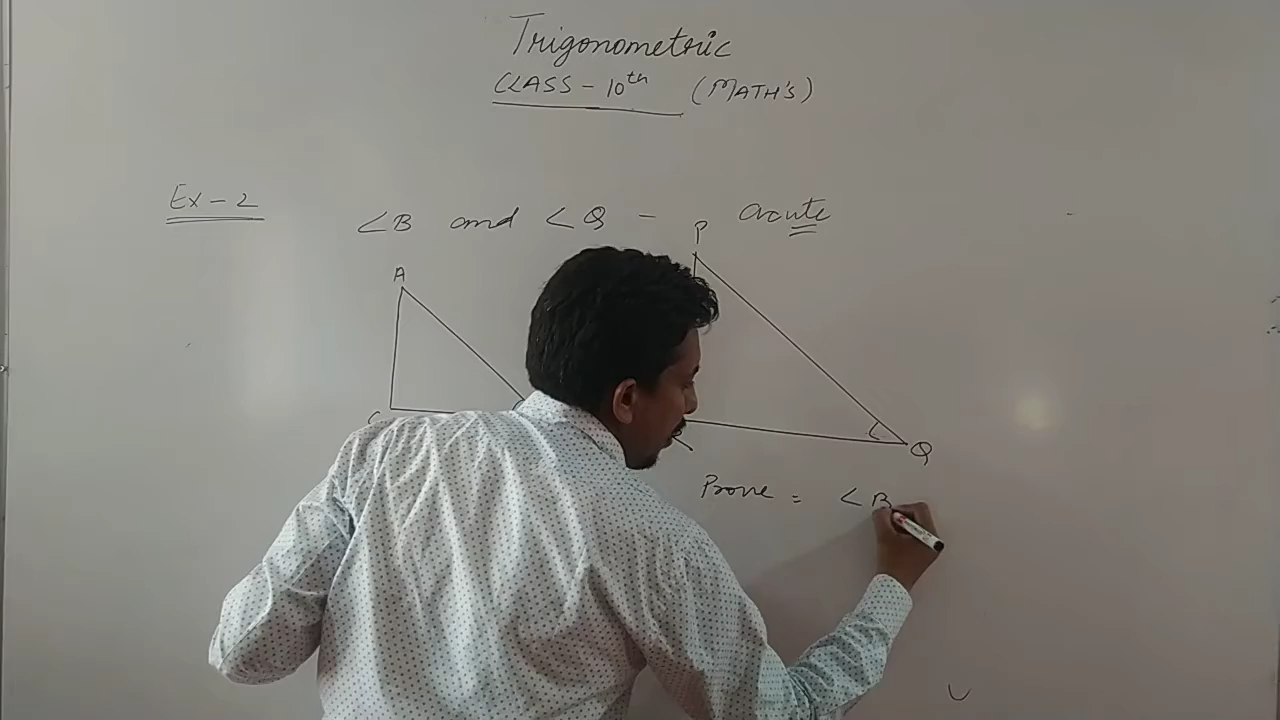 Trigonometric
CLASS - 10th (MATH'S)
Ex - 2
∠B and ∠Q - acute
P
A
C
Q
Prove = ∠B